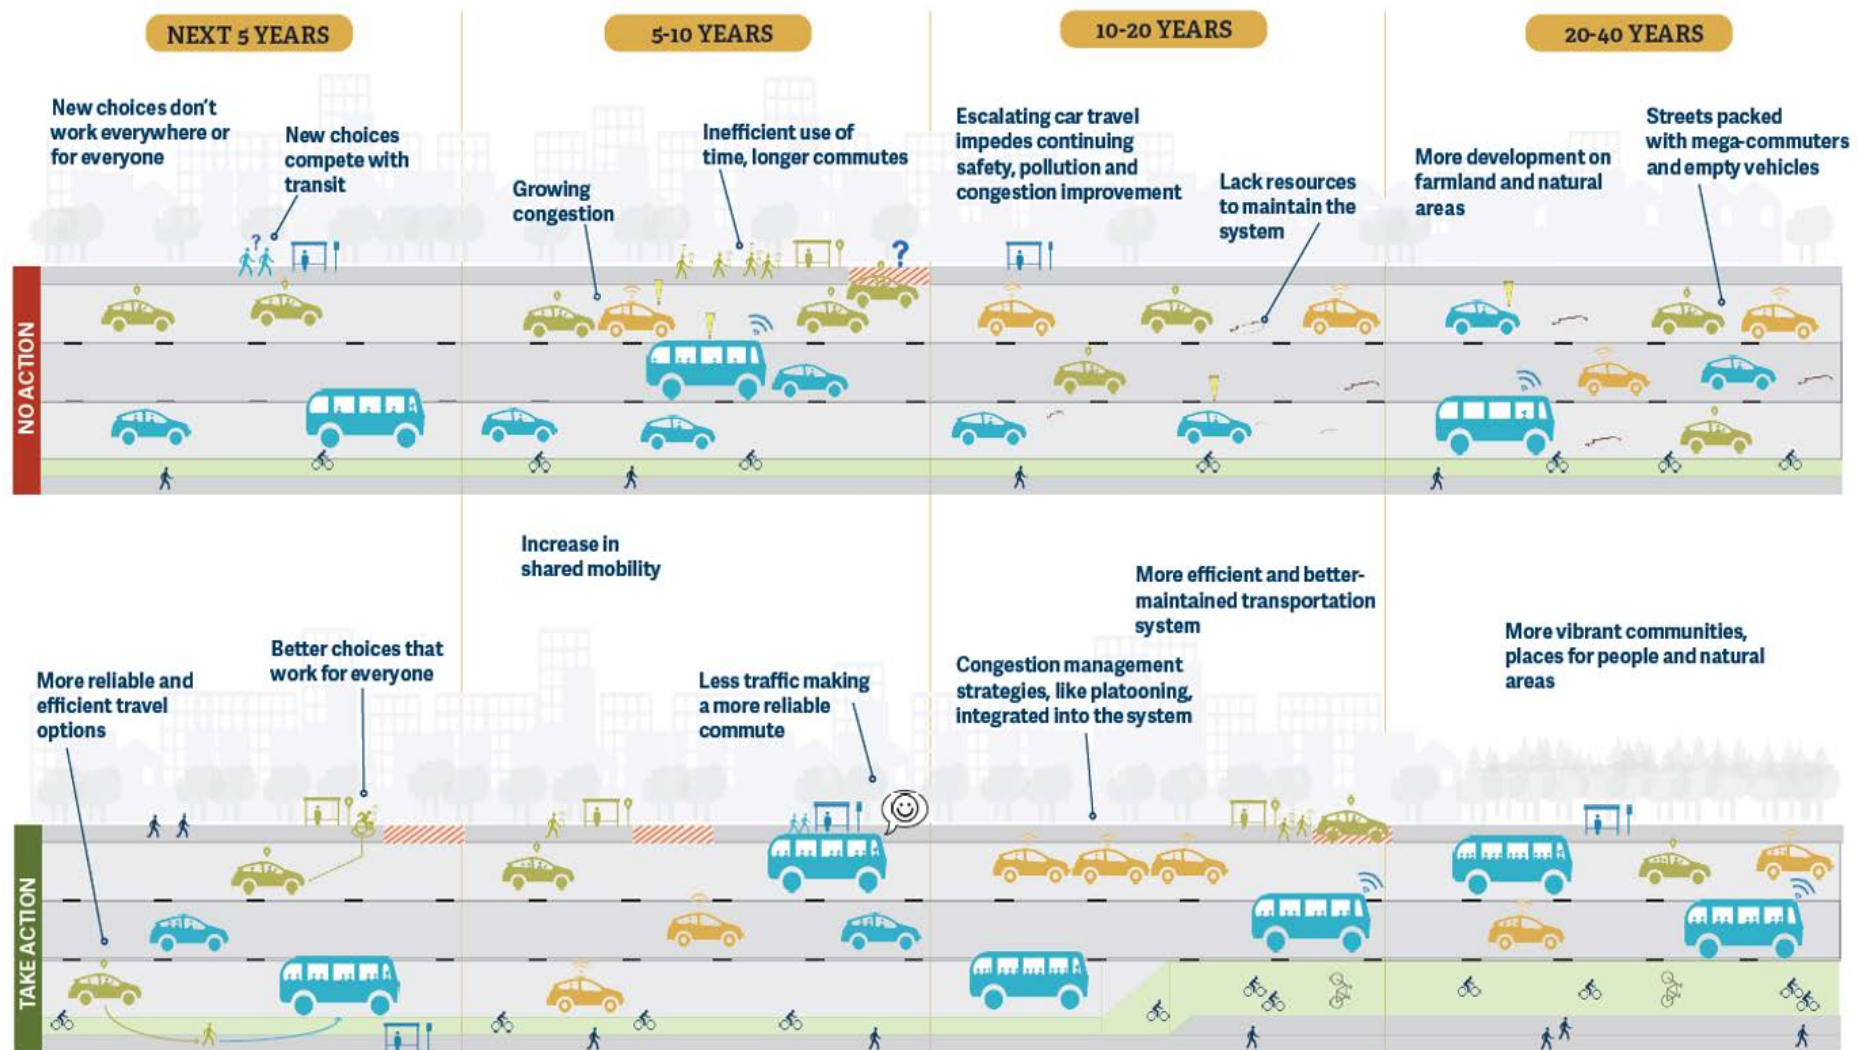 NEXT 5 YEARS
5-10 YEARS
10-20 YEARS
20-40 YEARS
New choices don't
work everywhere or
for everyone
New choices
compete with
transit
?
Growing
congestion
Inefficient use of
time, longer commutes
?
Escalating car travel
impedes continuing
safety, pollution and
congestion improvement
Lack resources
to maintain the
system
More development on
farmland and natural
areas
Streets packed
with mega-commuters
and empty vehicles
NO ACTION
More reliable and
efficient travel
options
Better choices that
work for everyone
Increase in
shared mobility
Less traffic making
a more reliable
commute
Congestion management
strategies, like platooning,
integrated into the system
More efficient and better-
maintained transportation
system
More vibrant communities,
places for people and natural
areas
TAKE ACTION